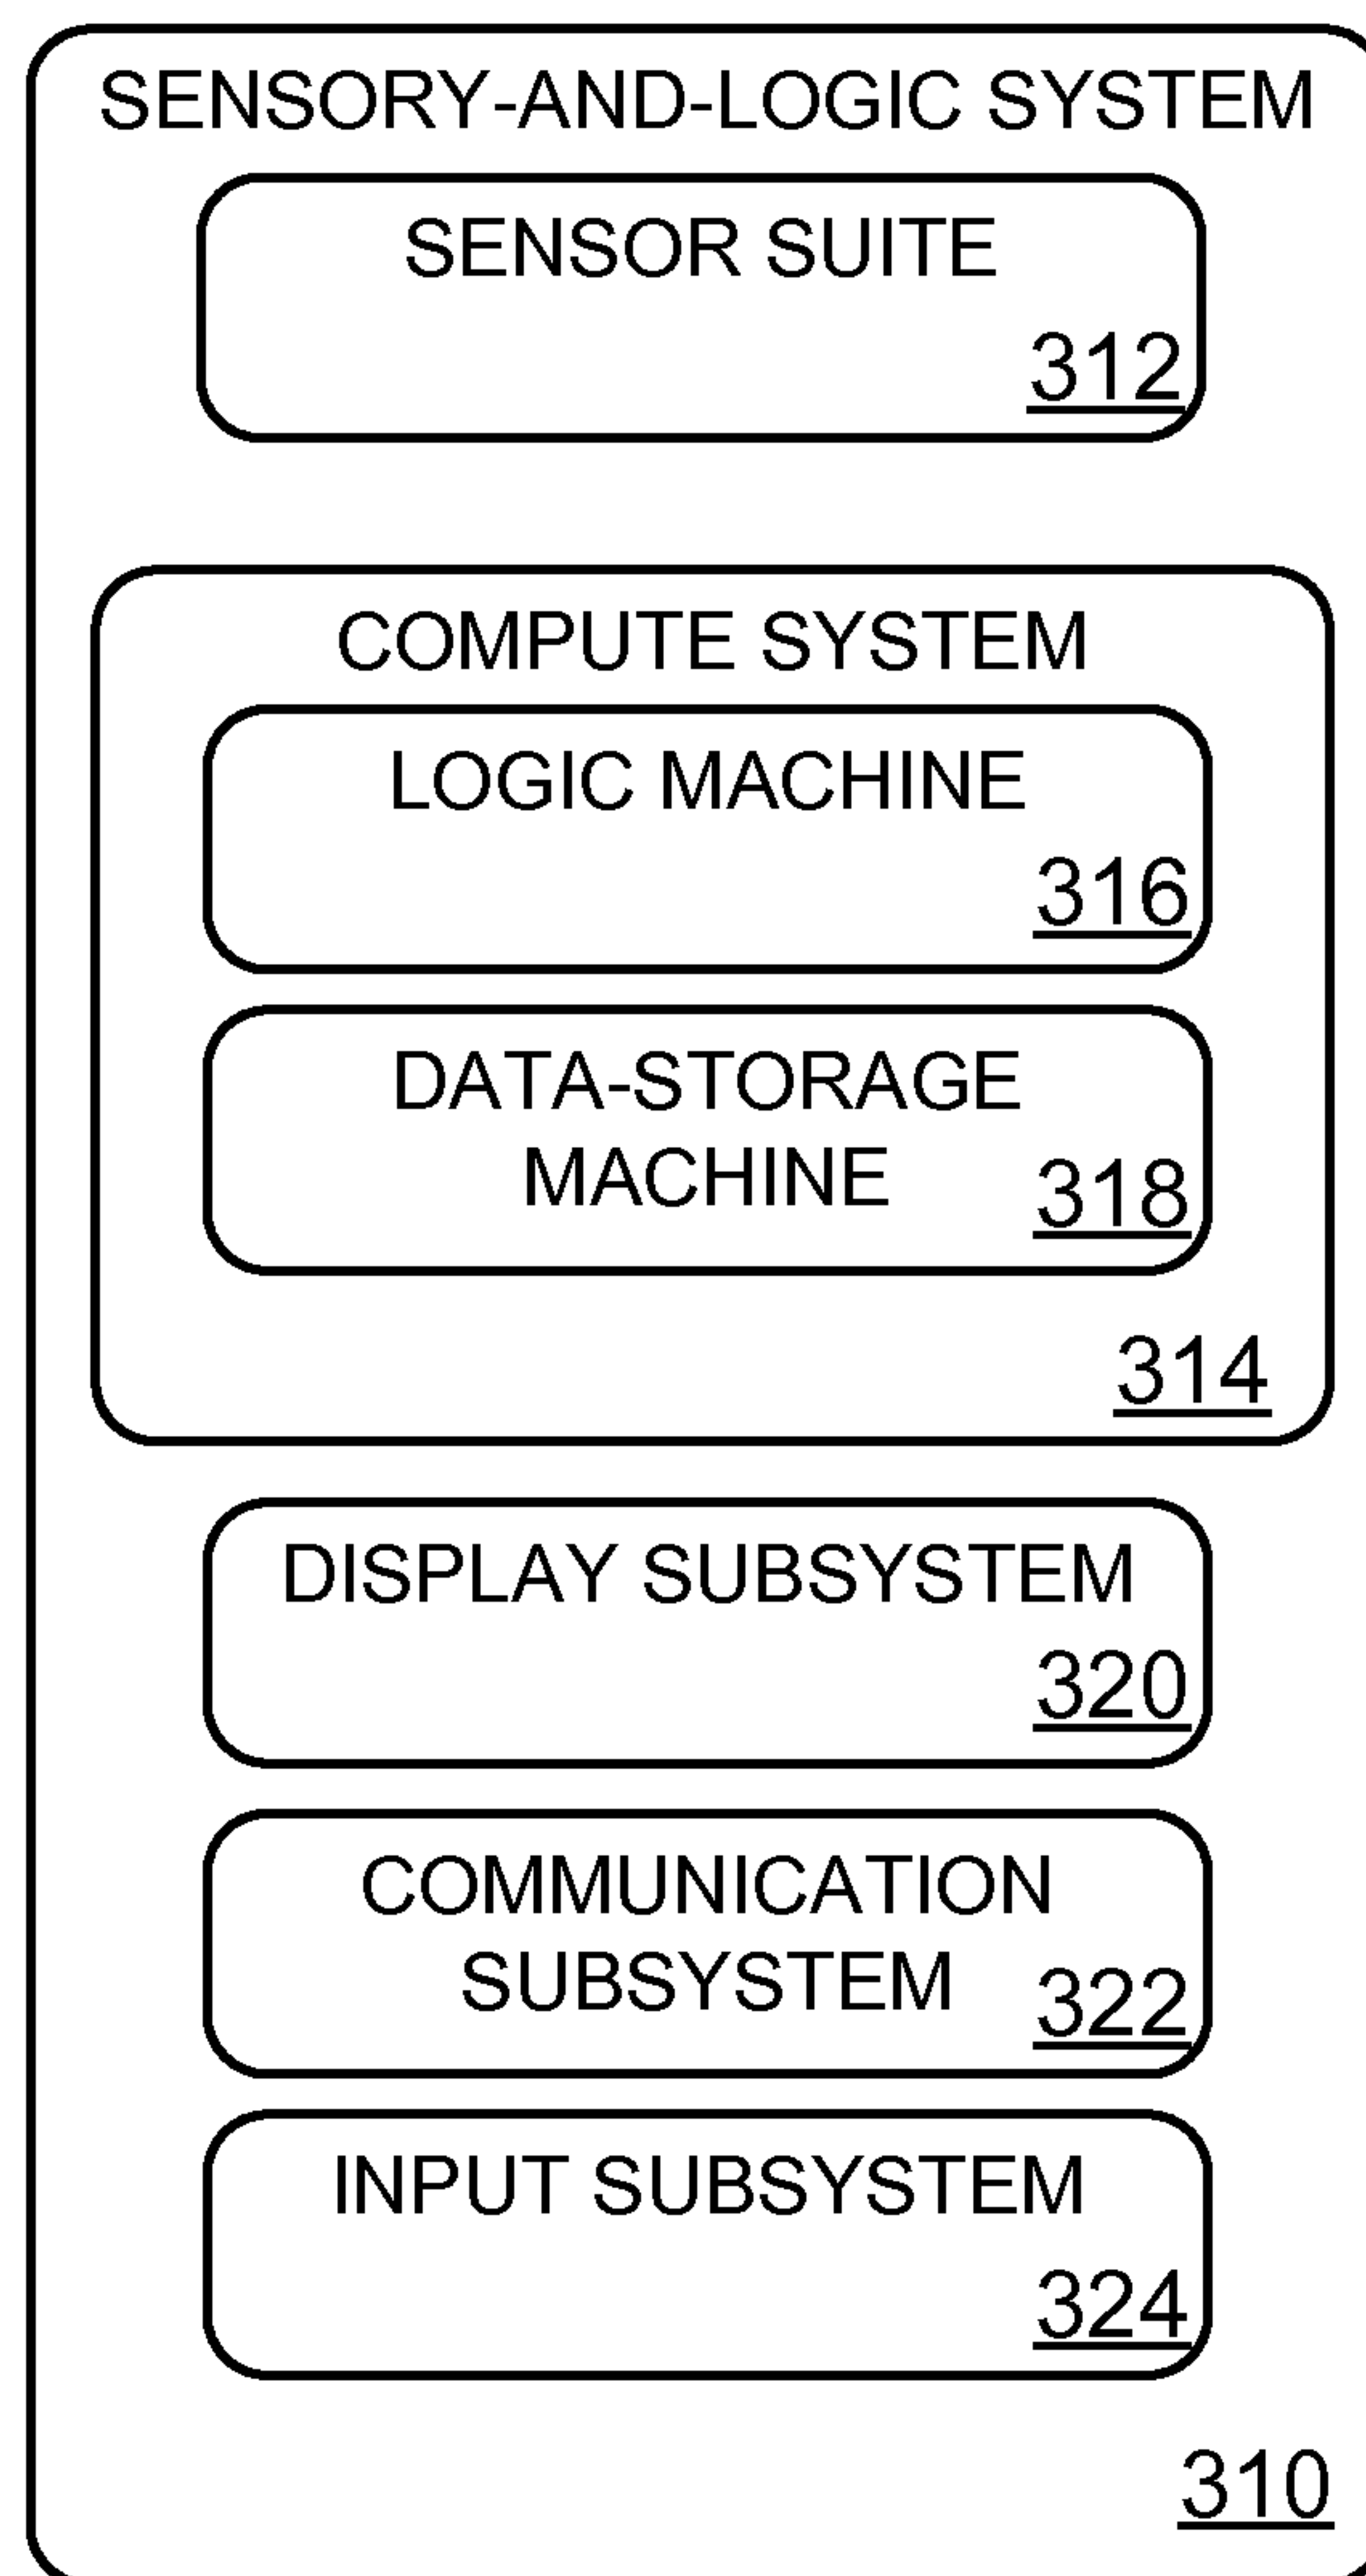 SENSORY-AND-LOGIC SYSTEM
SENSOR SUITE
312
COMPUTE SYSTEM
LOGIC MACHINE
316
DATA-STORAGE
MACHINE
318
314
DISPLAY SUBSYSTEM
320
COMMUNICATION
SUBSYSTEM
322
INPUT SUBSYSTEM
324
310